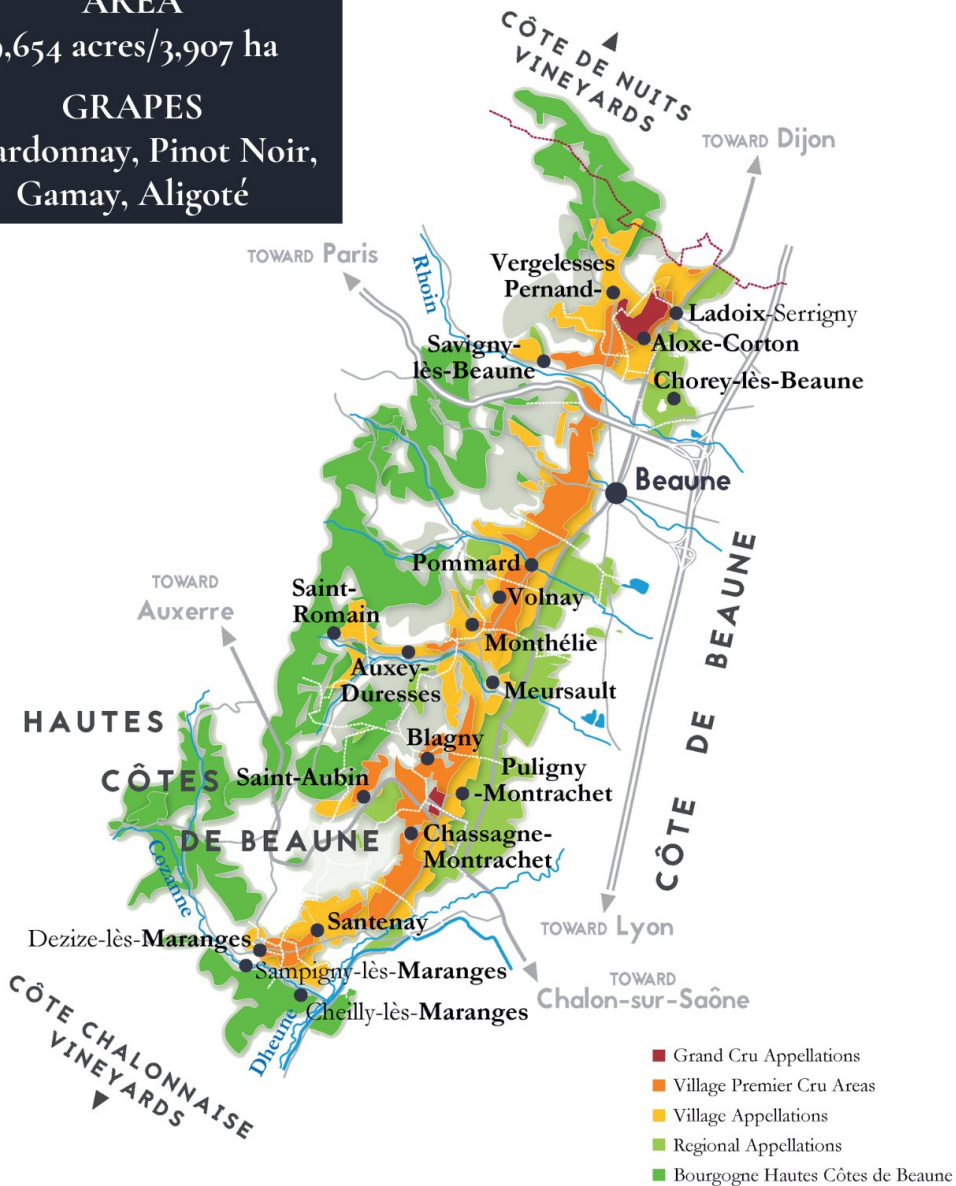 AREA
9,654 acres/3,907 ha
GRAPES
Chardonnay, Pinot Noir,
Gamay, Aligoté
CÔTE DE NUITS
VINEYARDS
TOWARD Dijon
TOWARD Paris
Rhoin
Vergelesses
Pernand-
Ladoix-Serrigny
Aloxe-Corton
Savigny-
lès-Beaune
Chorey-lès-Beaune
Beaune
Pommard
Volnay
Saint-
Romain
Monthélie
TOWARD
Auxerre
Auxey-
Duresses
Meursault
CÔTE DE BEAUNE
HAUTES
CÔTES
DE BEAUNE
Blagny
Saint-Aubin
Puligny
-Montrachet
Chassagne-
Montrachet
Cozanne
Santenay
TOWARD Lyon
Dezize-lès-Maranges
Sampigny-lès-Maranges
Cheilly-lès-Maranges
TOWARD
Chalon-sur-Saône
Dheune
CÔTE CHALONNAISE
VINEYARDS
Grand Cru Appellations
Village Premier Cru Areas
Village Appellations
Regional Appellations
Bourgogne Hautes Côtes de Beaune